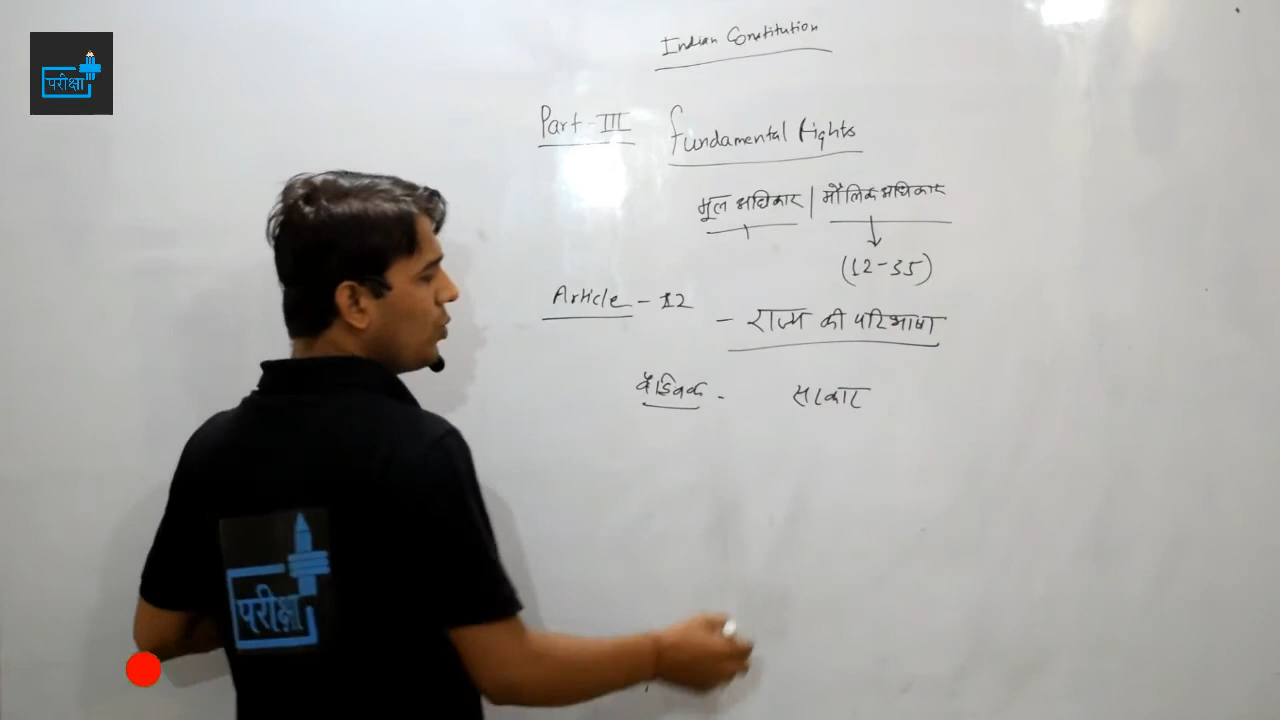 परीक्षा
Indian Constitution
Part-III Fundamental Rights
मूल अधिकार | मौलिक अधिकार
(12-35)
Article - 12
- राज्य की परिभाषा
सरकार
परीक्षा